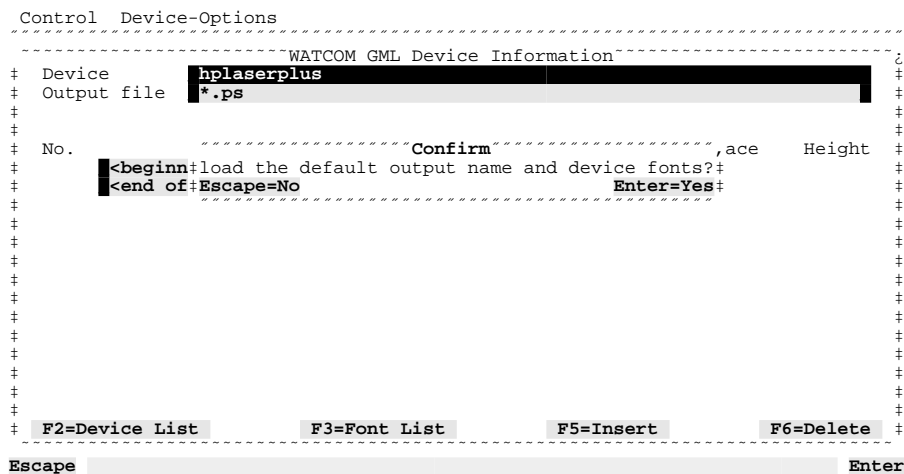 Control Device-Options
WATCOM GML Device Information
Device hplaserplus
Output file *.ps
No. Confirm ,ace Height
<beginn load the default output name and device fonts?
<end of Escape=No Enter=Yes
F2=Device List F3=Font List F5=Insert F6=Delete
Escape Enter